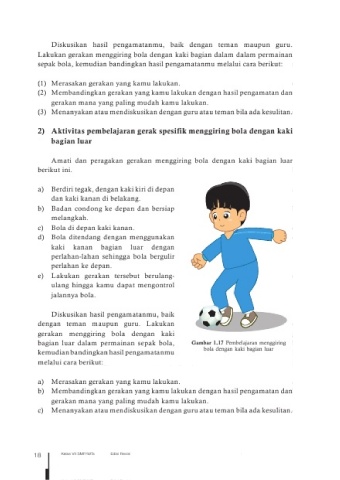 Diskusikan hasil pengamatanmu, baik dengan teman maupun guru.
Lakukan gerakan menggiring bola dengan kaki bagian dalam dalam permainan
sepak bola, kemudian bandingkan hasil pengamatanmu melalui cara berikut:
(1) Merasakan gerakan yang kamu lakukan.
(2) Membandingkan gerakan yang kamu lakukan dengan hasil pengamatan dan
gerakan mana yang paling mudah kamu lakukan.
(3) Menanyakan atau mendiskusikan dengan guru atau teman bila ada kesulitan.
2) Aktivitas pembelajaran gerak spesifik menggiring bola dengan kaki
bagian luar
Amati dan peragakan gerakan menggiring bola dengan kaki bagian luar
berikut ini.
a) Berdiri tegak, dengan kaki kiri di depan
dan kaki kanan di belakang.
b) Badan condong ke depan dan bersiap
melangkah.
c) Bola di depan kaki kanan.
d) Bola ditendang dengan menggunakan
kaki kanan bagian luar dengan
perlahan-lahan sehingga bola bergulir
perlahan ke depan.
e) Lakukan gerakan tersebut berulang-
ulang hingga kamu dapat mengontrol
jalannya bola.
Diskusikan hasil pengamatanmu, baik
dengan teman maupun guru. Lakukan
gerakan menggiring bola dengan kaki
bagian luar dalam permainan sepak bola,
kemudian bandingkan hasil pengamatanmu
melalui cara berikut:
Gambar 1.17 Pembelajaran menggiring
bola dengan kaki bagian luar
a) Merasakan gerakan yang kamu lakukan.
b) Membandingkan gerakan yang kamu lakukan dengan hasil pengamatan dan
gerakan mana yang paling mudah kamu lakukan.
c) Menanyakan atau mendiskusikan dengan guru atau teman bila ada kesulitan.
18